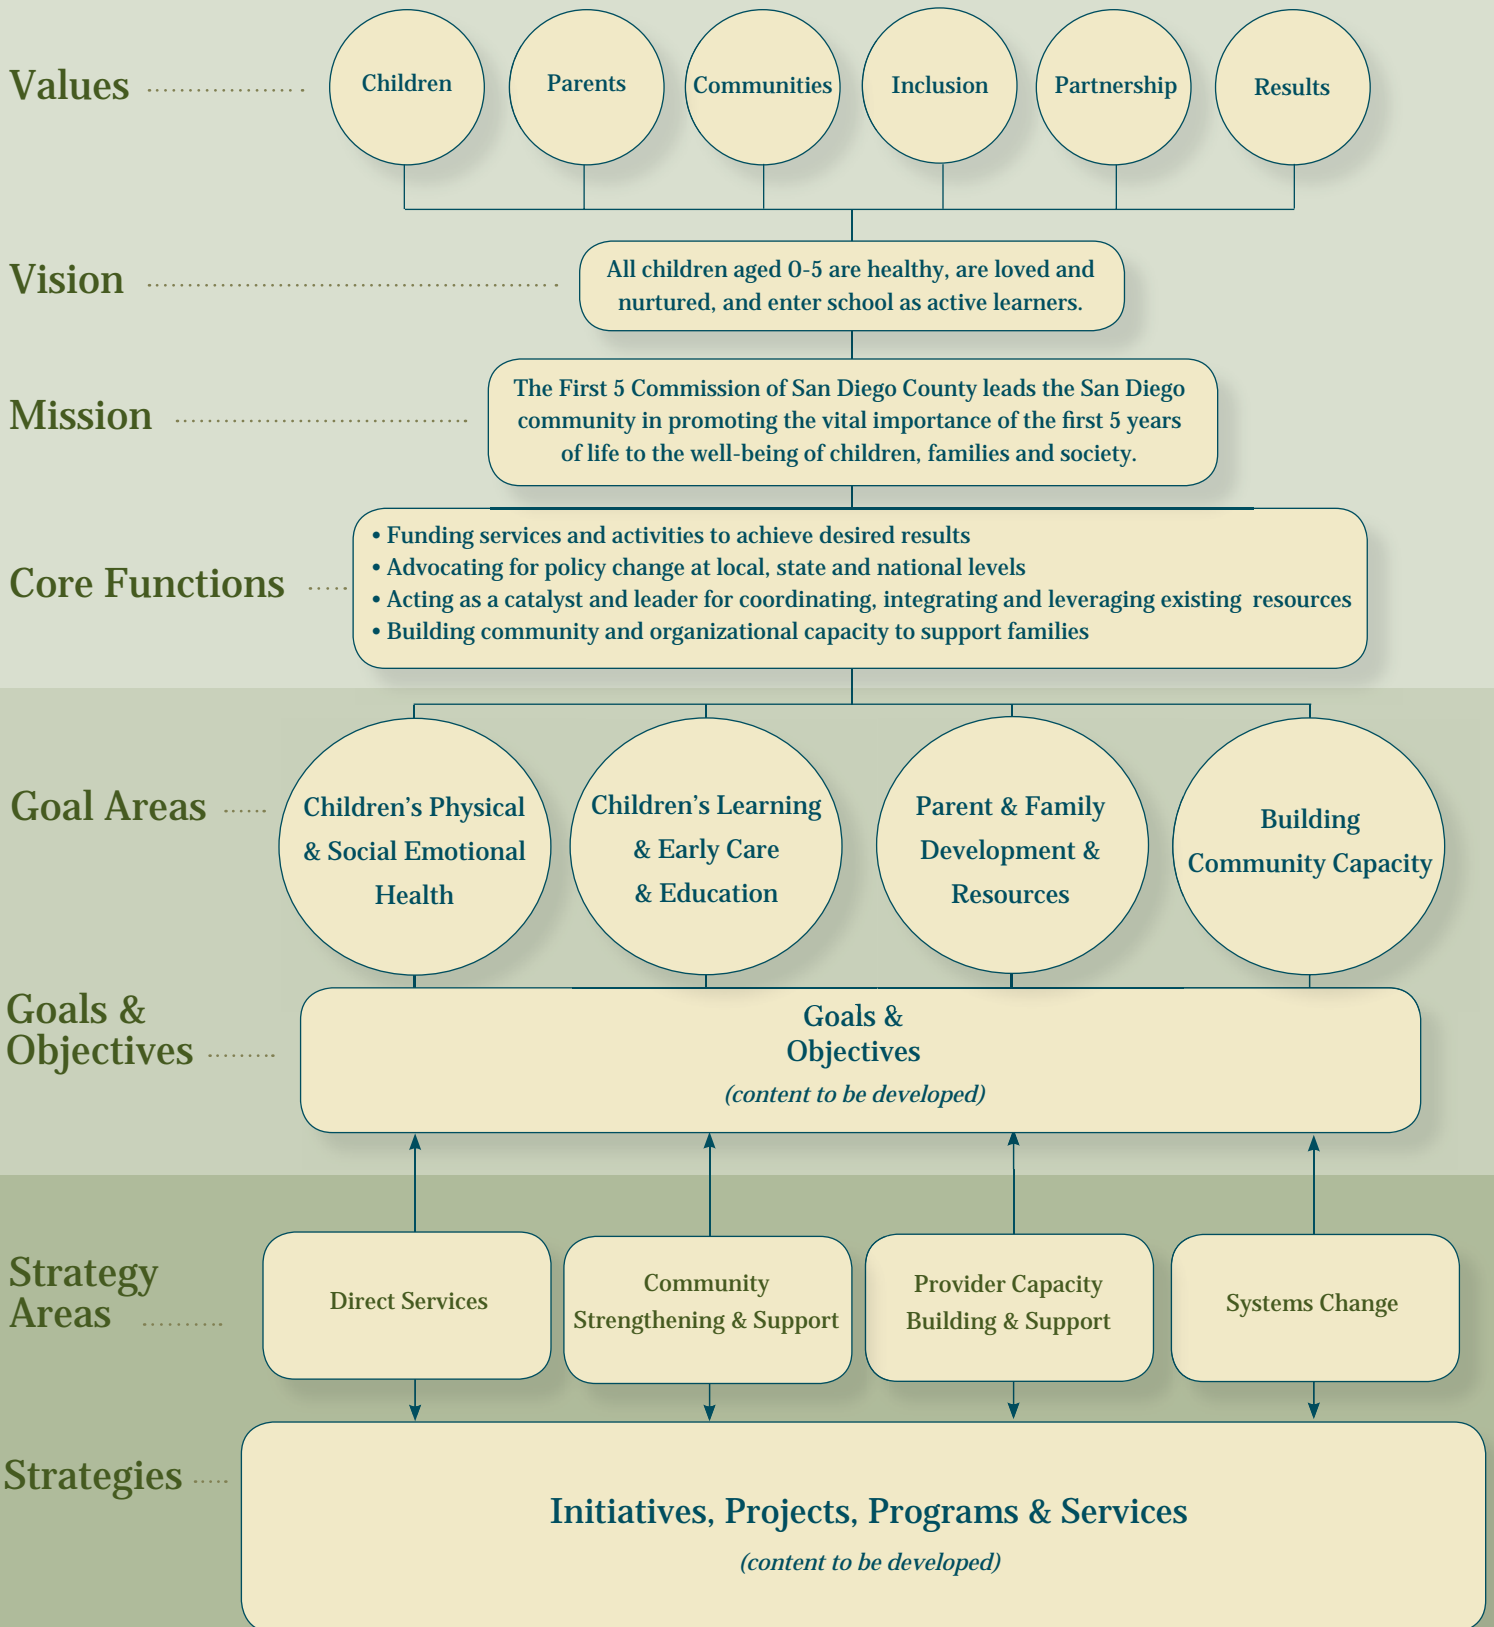 Values
Children
Parents
Communities
Inclusion
Partnership
Results
Vision
All children aged 0-5 are healthy, are loved and
nurtured, and enter school as active learners.
Mission
The First 5 Commission of San Diego County leads the San Diego
community in promoting the vital importance of the first 5 years
of life to the well-being of children, families and society.
Core Functions
• Funding services and activities to achieve desired results
• Advocating for policy change at local, state and national levels
• Acting as a catalyst and leader for coordinating, integrating and leveraging existing resources
• Building community and organizational capacity to support families
Goal Areas
Children’s Physical
& Social Emotional
Health
Children’s Learning
& Early Care
& Education
Parent & Family
Development &
Resources
Building
Community Capacity
Goals &
Objectives
Goals &
Objectives
(content to be developed)
Strategy
Areas
Direct Services
Community
Strengthening & Support
Provider Capacity
Building & Support
Systems Change
Strategies
Initiatives, Projects, Programs & Services
(content to be developed)